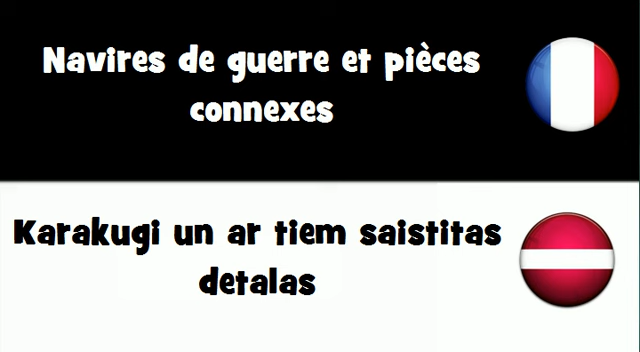 Navires de guerre et pièces
connexes
Karakugi un ar tiem saistitas
detalas